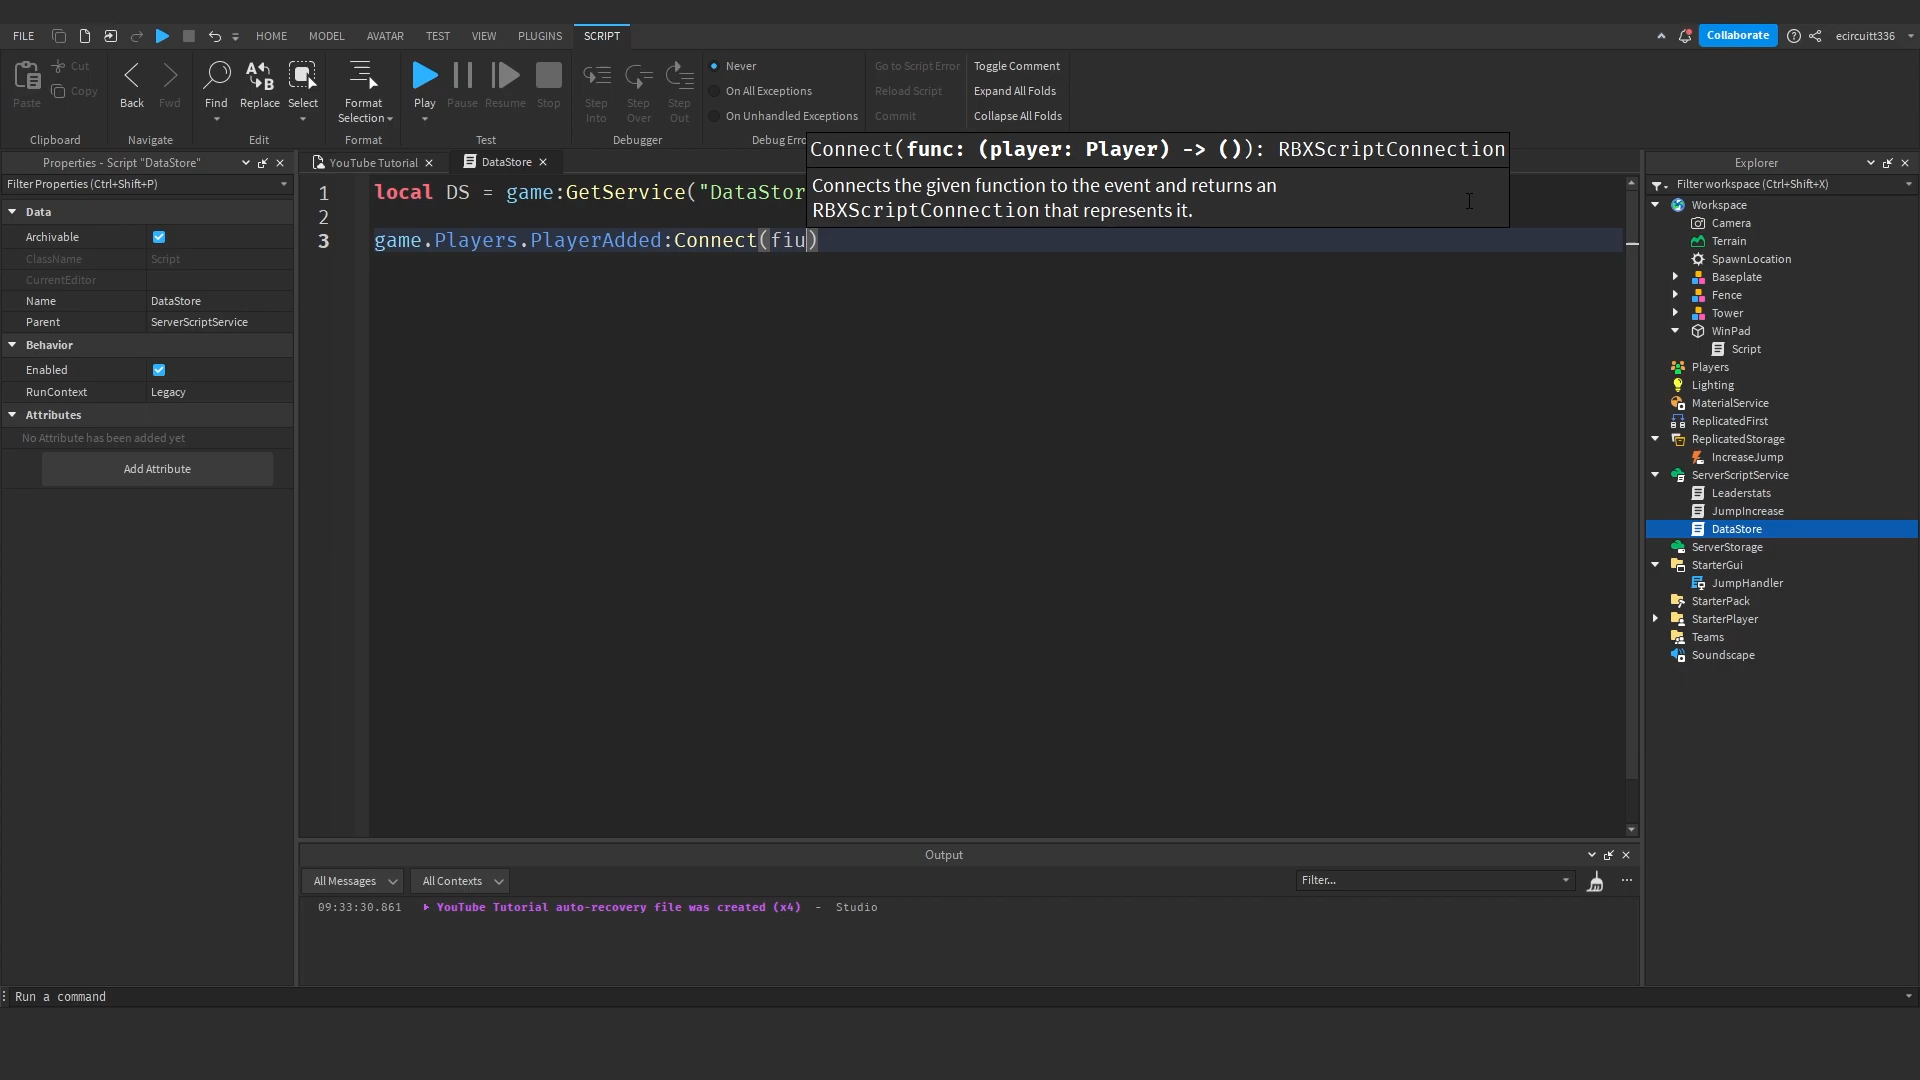 FILE HOME MODEL AVATAR TEST VIEW PLUGINS SCRIPT Collaborate ecircuitt336
Paste Cut Copy
Clipboard
Back Fwd
Navigate
Find Replace Select
Edit
Format Selection
Format
Play Pause Resume Stop
Test
Step Into Step Over Step Out
Debugger
Never
On All Exceptions
On Unhandled Exceptions
Debug Erro
Go to Script Error
Reload Script
Commit
Toggle Comment
Expand All Folds
Collapse All Folds
Properties - Script "DataStore"
Filter Properties (Ctrl+Shift+P)
Data
Archivable
ClassName Script
CurrentEditor
Name DataStore
Parent ServerScriptService
Behavior
Enabled
RunContext Legacy
Attributes
No Attribute has been added yet
Add Attribute
YouTube Tutorial DataStore
1 local DS = game:GetService("DataStor
2
3 game.Players.PlayerAdded:Connect(fiu)
Connect(func: (player: Player) -> ()): RBXScriptConnection
Connects the given function to the event and returns an
RBXScriptConnection that represents it.
Output
All Messages All Contexts Filter...
09:33:30.861 YouTube Tutorial auto-recovery file was created (x4) - Studio
Explorer
Filter workspace (Ctrl+Shift+X)
Workspace
Camera
Terrain
SpawnLocation
Baseplate
Fence
Tower
WinPad
Script
Players
Lighting
MaterialService
ReplicatedFirst
ReplicatedStorage
IncreaseJump
ServerScriptService
Leaderstats
JumpIncrease
DataStore
ServerStorage
StarterGui
JumpHandler
StarterPack
StarterPlayer
Teams
Soundscape
Run a command